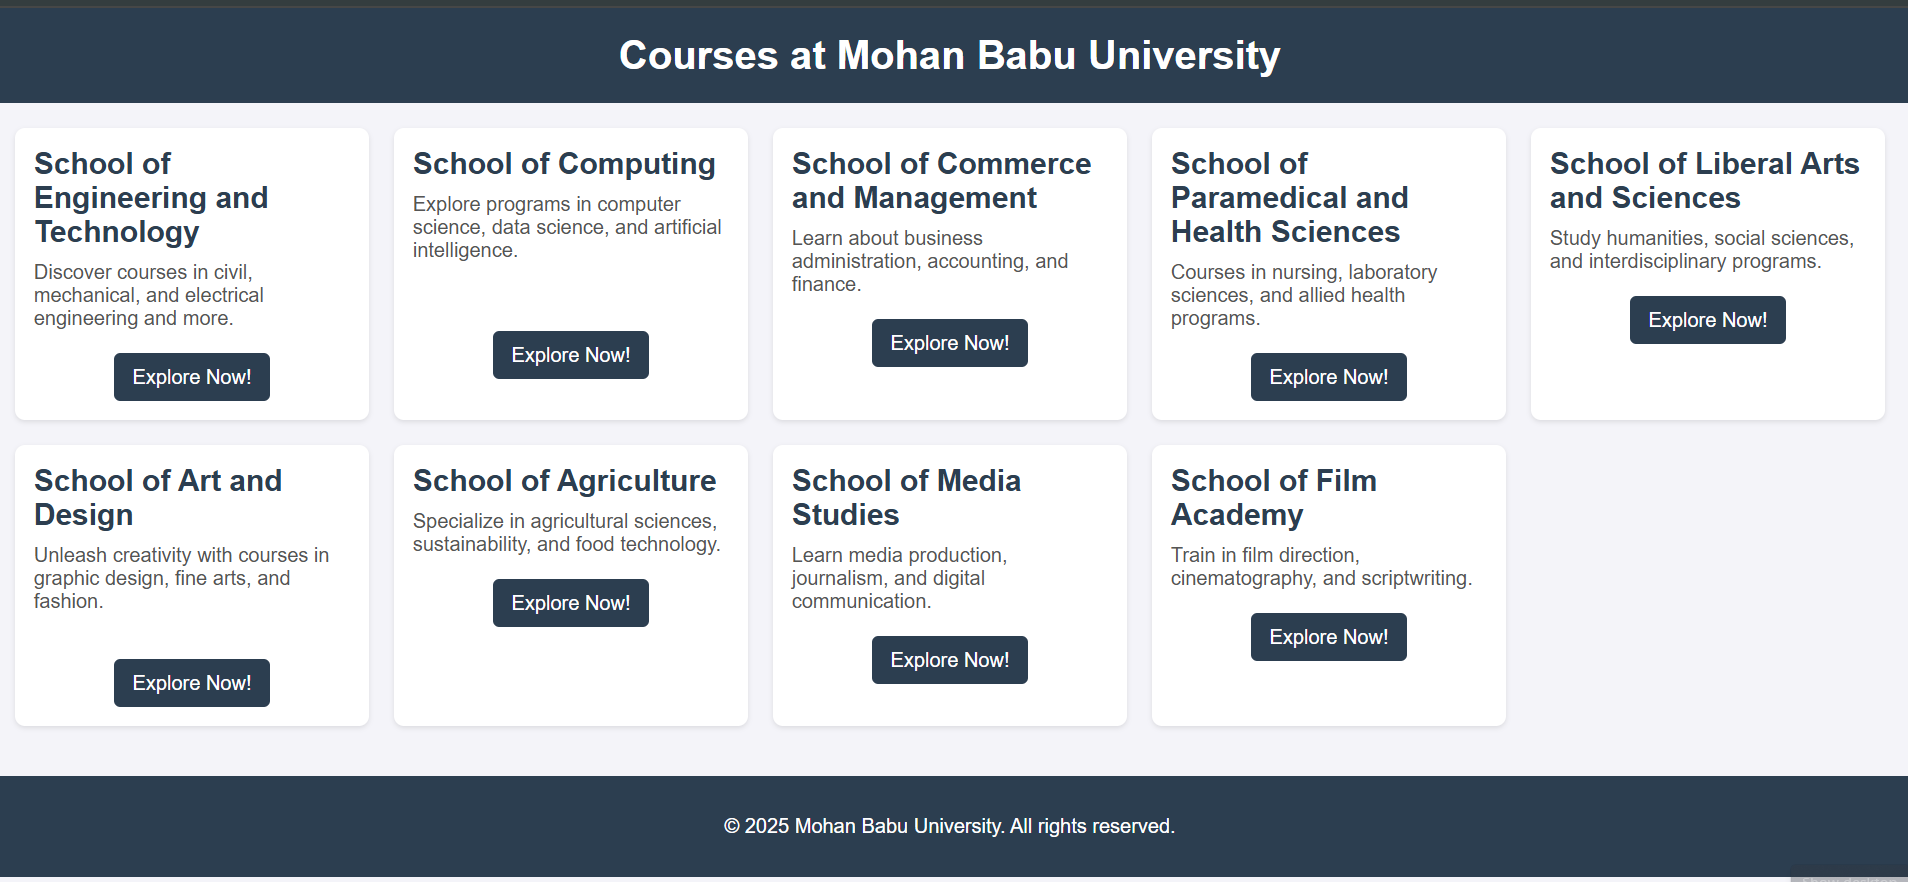 Courses at Mohan Babu University
School of
Engineering and
Technology
Discover courses in civil,
mechanical, and electrical
engineering and more.
Explore Now!
School of Computing
Explore programs in computer
science, data science, and artificial
intelligence.
Explore Now!
School of Commerce
and Management
Learn about business
administration, accounting, and
finance.
Explore Now!
School of
Paramedical and
Health Sciences
Courses in nursing, laboratory
sciences, and allied health
programs.
Explore Now!
School of Liberal Arts
and Sciences
Study humanities, social sciences,
and interdisciplinary programs.
Explore Now!
School of Art and
Design
Unleash creativity with courses in
graphic design, fine arts, and
fashion.
Explore Now!
School of Agriculture
Specialize in agricultural sciences,
sustainability, and food technology.
Explore Now!
School of Media
Studies
Learn media production,
journalism, and digital
communication.
Explore Now!
School of Film
Academy
Train in film direction,
cinematography, and scriptwriting.
Explore Now!
© 2025 Mohan Babu University. All rights reserved.